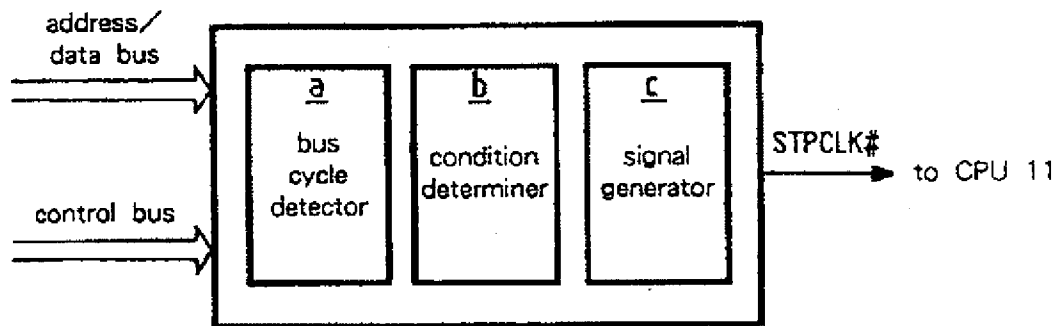 address/
data bus
control bus
a
bus
cycle
detector
b
condition
determiner
c
signal
generator
STPCLK#
to CPU 11